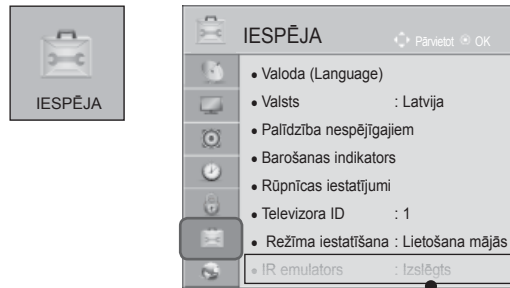 IESPĒJA
IESPĒJA
Pārvietot OK
• Valoda (Language)
• Valsts : Latvija
• Palīdzība nespējīgajiem
• Barošanas indikators
• Rūpnīcas iestatījumi
• Televizora ID : 1
• Režīma iestatīšana : Lietošana mājās
• IR emulators : Izslēgts